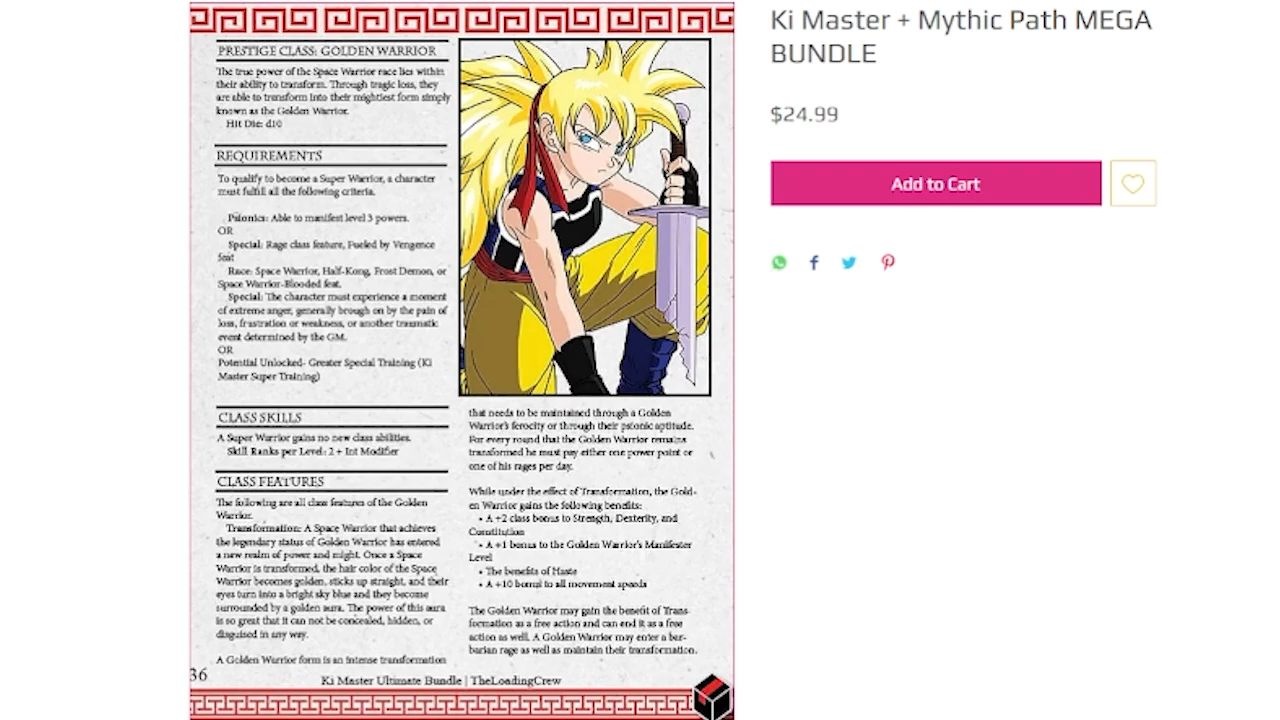 PRESTIGE CLASS: GOLDEN WARRIOR
The true power of the Space Warrior race lies within
their ability to transform. Through tragic loss, they
are able to transform into their mightiest form simply
known as the Golden Warrior.
Hit Die: d10
REQUIREMENTS
To qualify to become a Super Warrior, a character
must fulfill all the following criteria.
Psionics: Able to manifest level 3 powers.
OR
Special: Rage class feature, Fueled by Vengence
feat
Race: Space Warrior, Half-Kong, Frost Demon, or
Space Warrior-Blooded feat.
Special: The character must experience a moment
of extreme anger, generally brough on by the pain of
loss, frustration or weakness, or another traumatic
event determined by the GM.
OR
Potential Unlocked- Greater Special Training (Ki
Master Super Training)
CLASS SKILLS
A Super Warrior gains no new class abilities.
Skill Ranks per Level: 2 + Int Modifier
CLASS FEATURES
The following are all class features of the Golden
Warrior.
Transformation: A Space Warrior that achieves
the legendary status of Golden Warrior has entered
a new realm of power and might. Once a Space
Warrior is transformed, the hair color of the Space
Warrior becomes golden, sticks up straight, and their
eyes turn into a bright sky blue and they become
surrounded by a golden aura. The power of this aura
is so great that it can not be concealed, hidden, or
disguised in any way.
A Golden Warrior form is an intense transformation
that needs to be maintained through a Golden
Warrior's ferocity or through their psionic aptitude.
For every round that the Golden Warrior remains
transformed he must pay either one power point or
one of his rages per day.
While under the effect of Transformation, the Gold-
en Warrior gains the following benefits:
• A +2 class bonus to Strength, Dexterity, and
Constitution
• A +1 bonus to the Golden Warrior's Manifester
Level
• The benefits of Haste
• A +10 bonus to all movement speeds
The Golden Warrior may gain the benefit of Trans-
formation as a free action and can end it as a free
action as well. A Golden Warrior may enter a bar-
barian rage as well as maintain their transformation.
36
Ki Master Ultimate Bundle | TheLoadingCrew
Ki Master + Mythic Path MEGA
BUNDLE
$24.99
Add to Cart